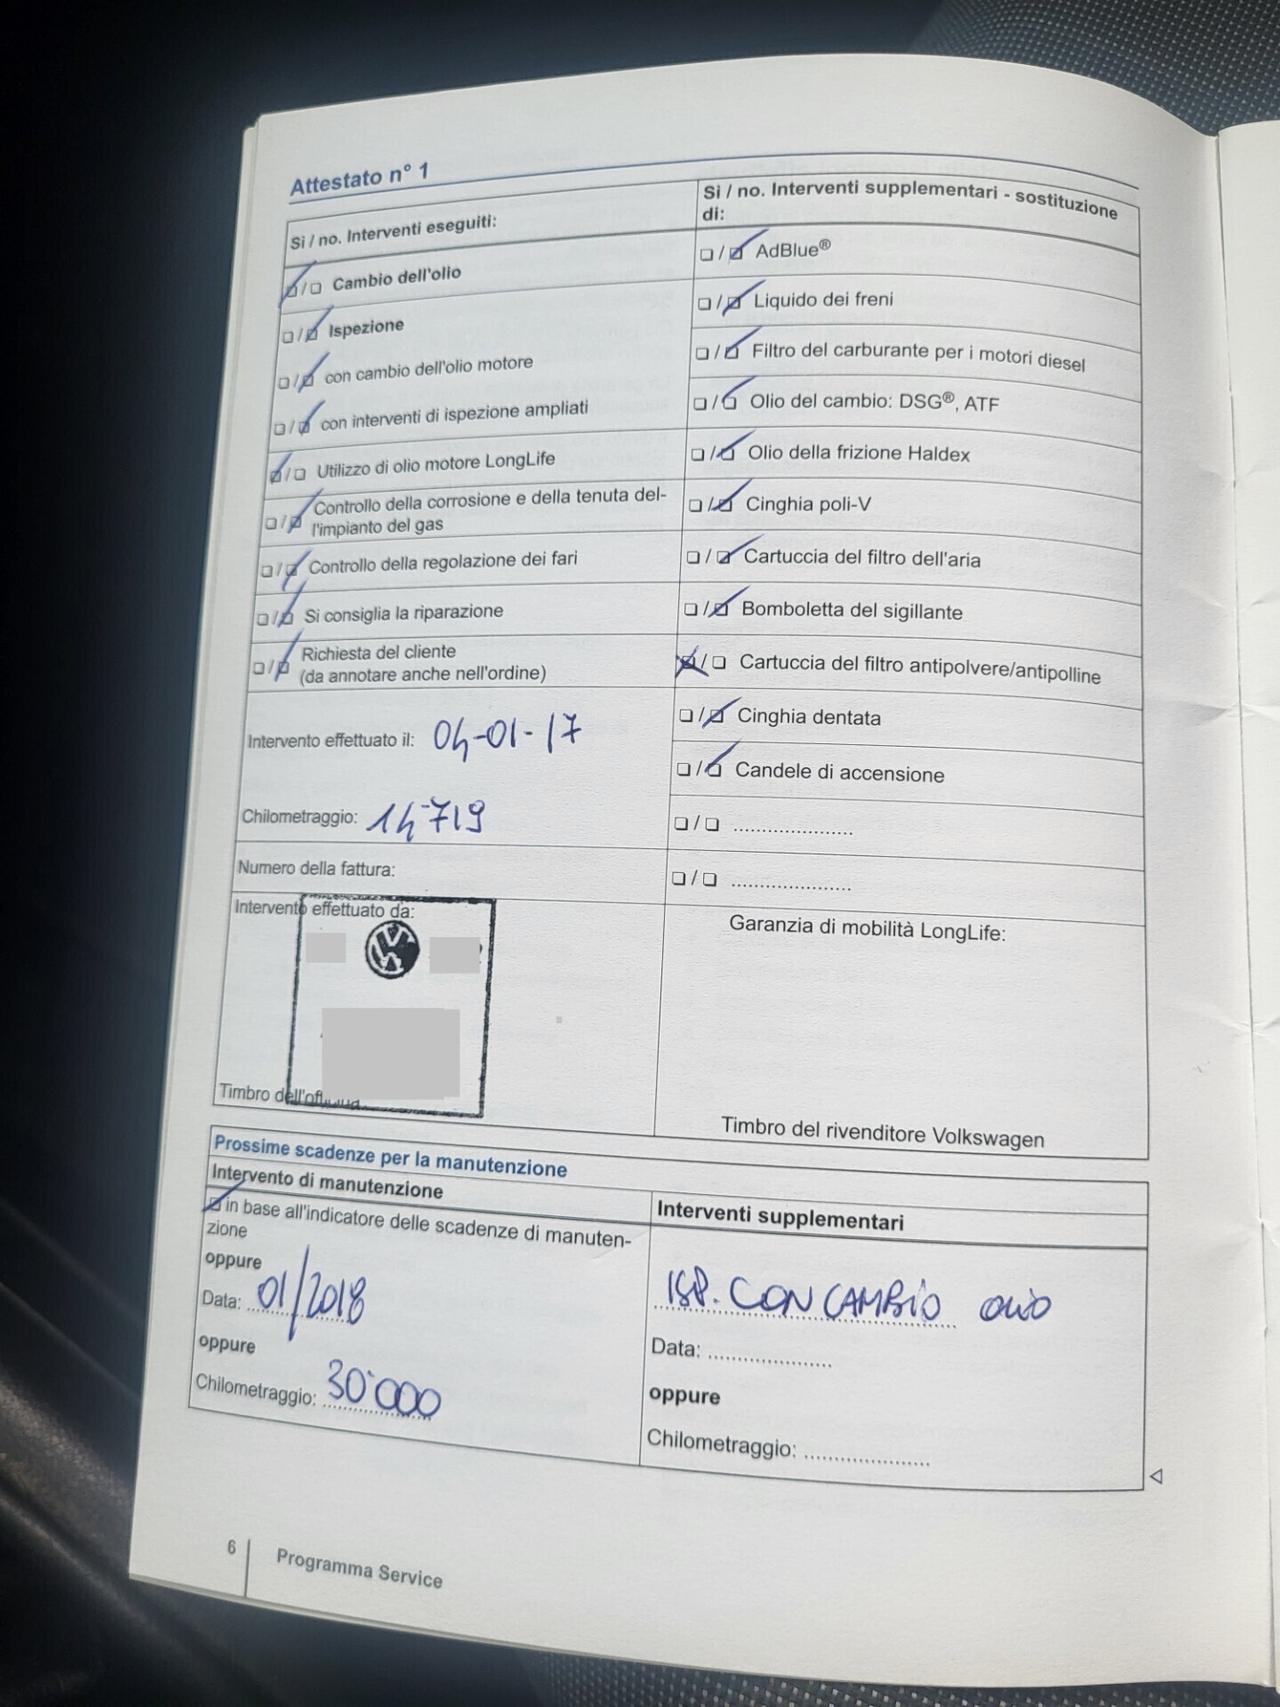 Attestato n° 1
Sì / no. Interventi eseguiti:
❏/❏ Cambio dell'olio
❏/❏ Ispezione
❏/❏ con cambio dell'olio motore
❏/❏ con interventi di ispezione ampliati
❏/❏ Utilizzo di olio motore LongLife
❏/❏ Controllo della corrosione e della tenuta del-
l'impianto del gas
❏/❏ Controllo della regolazione dei fari
❏/❏ Si consiglia la riparazione
❏/❏ Richiesta del cliente
(da annotare anche nell'ordine)
Intervento effettuato il: 04-01-17
Chilometraggio: 14'719
Numero della fattura:
Intervento effettuato da:
Timbro
Sì / no. Interventi supplementari - sostituzione
di:
❏/❏ AdBlue®
❏/❏ Liquido dei freni
❏/❏ Filtro del carburante per i motori diesel
❏/❏ Olio del cambio: DSG®, ATF
❏/❏ Olio della frizione Haldex
❏/❏ Cinghia poli-V
❏/❏ Cartuccia del filtro dell'aria
❏/❏ Bomboletta del sigillante
❏/❏ Cartuccia del filtro antipolvere/antipolline
❏/❏ Cinghia dentata
❏/❏ Candele di accensione
❏/❏ .....................
❏/❏ .....................
Garanzia di mobilità LongLife:
Timbro del rivenditore Volkswagen
Prossime scadenze per la manutenzione
Intervento di manutenzione
❏ in base all'indicatore delle scadenze di manuten-
zione
oppure
Data: 01/2018
oppure
Chilometraggio: 30'000
Interventi supplementari
ISP. CON CAMBIO OLIO
Data: .....................
oppure
Chilometraggio: .....................
6
Programma Service